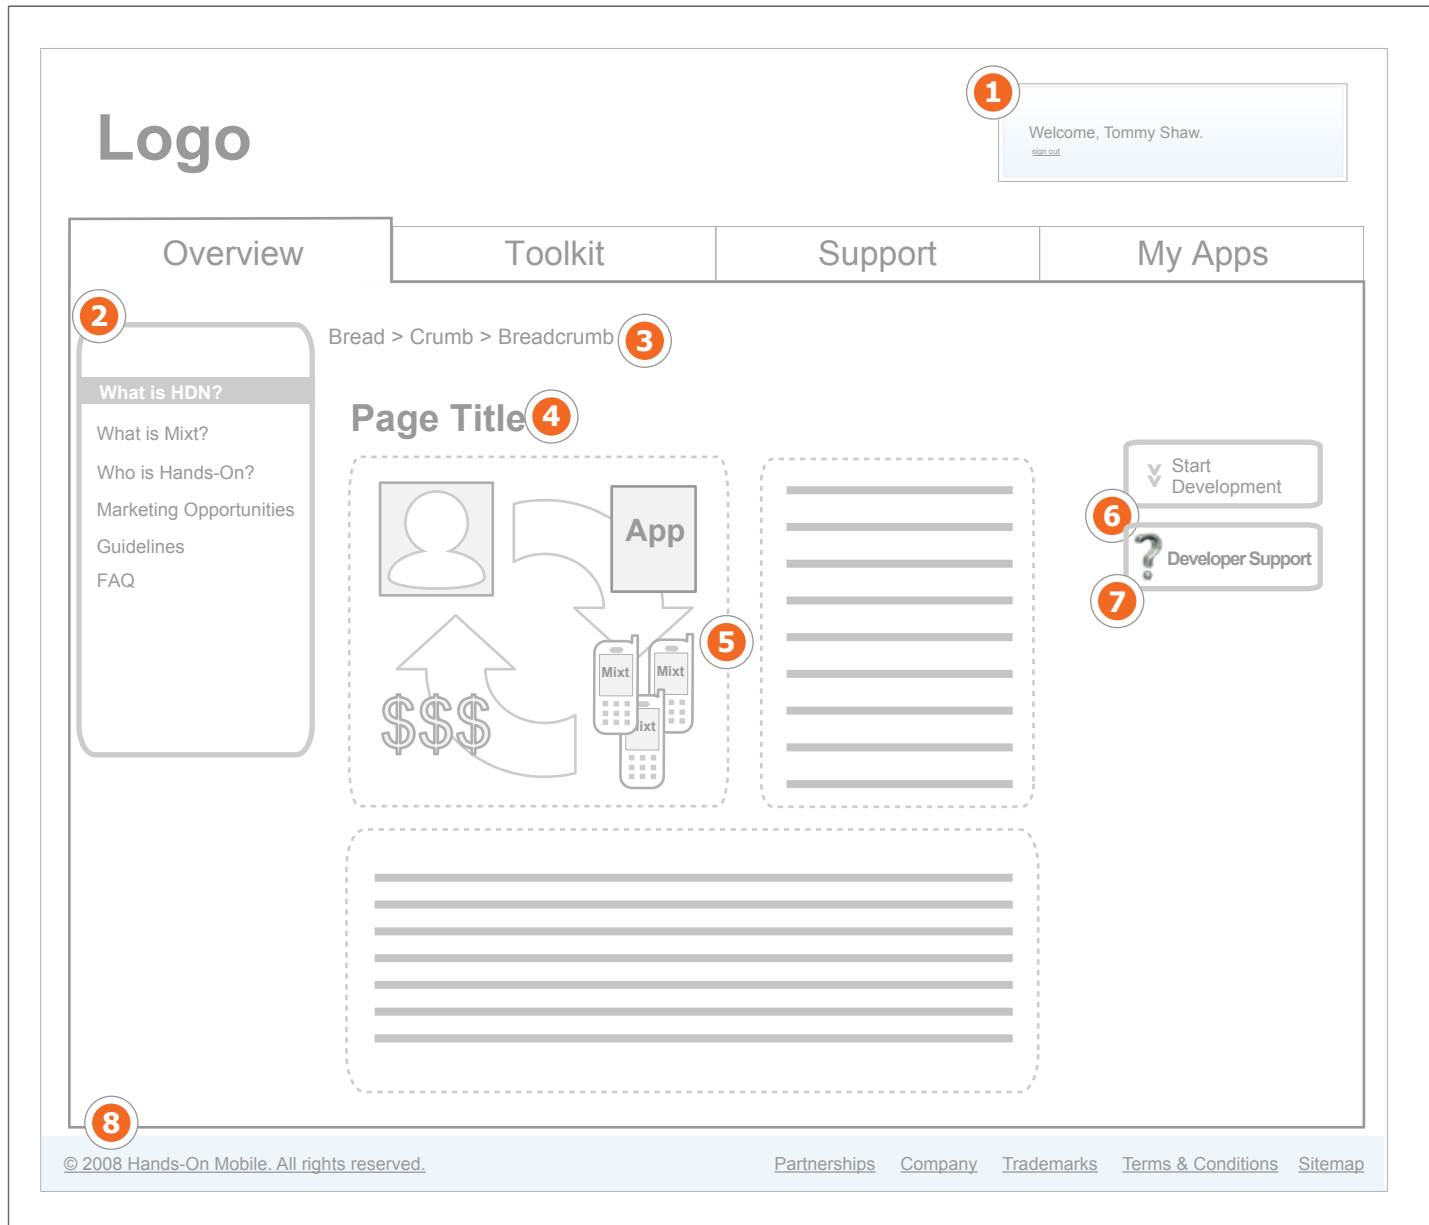 1
Logo
Welcome, Tommy Shaw.
sign out
Overview
Toolkit
Support
My Apps
2
Bread > Crumb > Breadcrumb
3
What is HDN?
What is Mixt?
Who is Hands-On?
Marketing Opportunities
Guidelines
FAQ
Page Title
4
App
Mixt
Mixt
Mixt
5
$$$
Start
Development
6
? Developer Support
7
8
© 2008 Hands-On Mobile. All rights reserved.
Partnerships
Company
Trademarks
Terms & Conditions
Sitemap